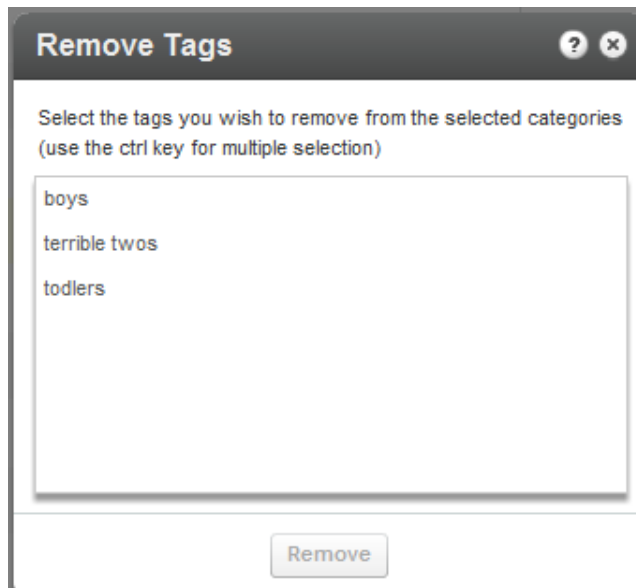 Remove Tags
Select the tags you wish to remove from the selected categories
(use the ctrl key for multiple selection)
boys
terrible twos
todlers
Remove